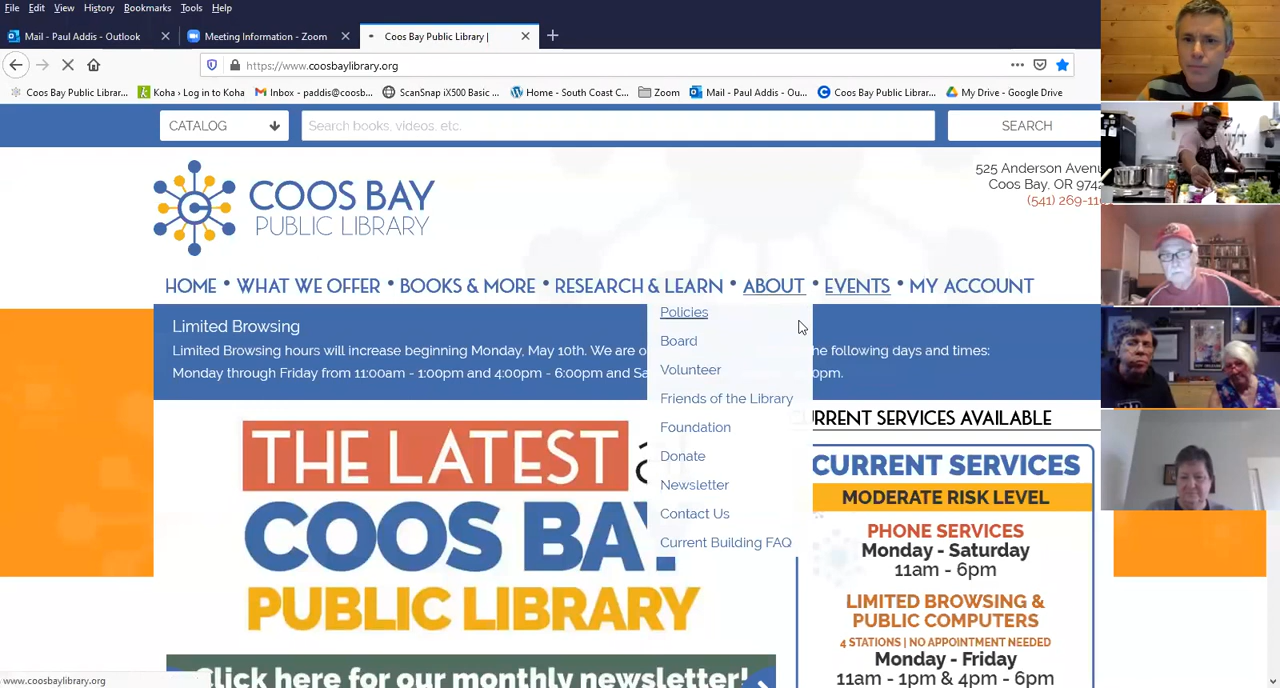 File Edit View History Bookmarks Tools Help
Mail - Paul Addis - Outlook
Meeting Information - Zoom
Coos Bay Public Library |
https://www.coosbaylibrary.org
Coos Bay Public Librar...
Koha › Log in to Koha
Inbox - paddis@coosb...
ScanSnap iX500 Basic ...
Home - South Coast C...
Zoom
Mail - Paul Addis - Ou...
Coos Bay Public Librar...
My Drive - Google Drive
CATALOG
Search books, videos, etc.
SEARCH
COOS BAY
PUBLIC LIBRARY
525 Anderson Avenu
Coos Bay, OR 9742
(541) 269-11
HOME • WHAT WE OFFER • BOOKS & MORE • RESEARCH & LEARN • ABOUT • EVENTS • MY ACCOUNT
Policies
Board
Volunteer
Friends of the Library
Foundation
Donate
Newsletter
Contact Us
Current Building FAQ
Limited Browsing
Limited Browsing hours will increase beginning Monday, May 10th. We are o he following days and times:
Monday through Friday from 11:00am - 1:00pm and 4:00pm - 6:00pm and Sa pm.
THE LATEST
COOS BAY
PUBLIC LIBRARY
Click here for our monthly newsletter!
URRENT SERVICES AVAILABLE
CURRENT SERVICES
MODERATE RISK LEVEL
PHONE SERVICES
Monday - Saturday
11am - 6pm
LIMITED BROWSING &
PUBLIC COMPUTERS
4 STATIONS | NO APPOINTMENT NEEDED
Monday - Friday
11am - 1pm & 4pm - 6pm
www.coosbaylibrary.org